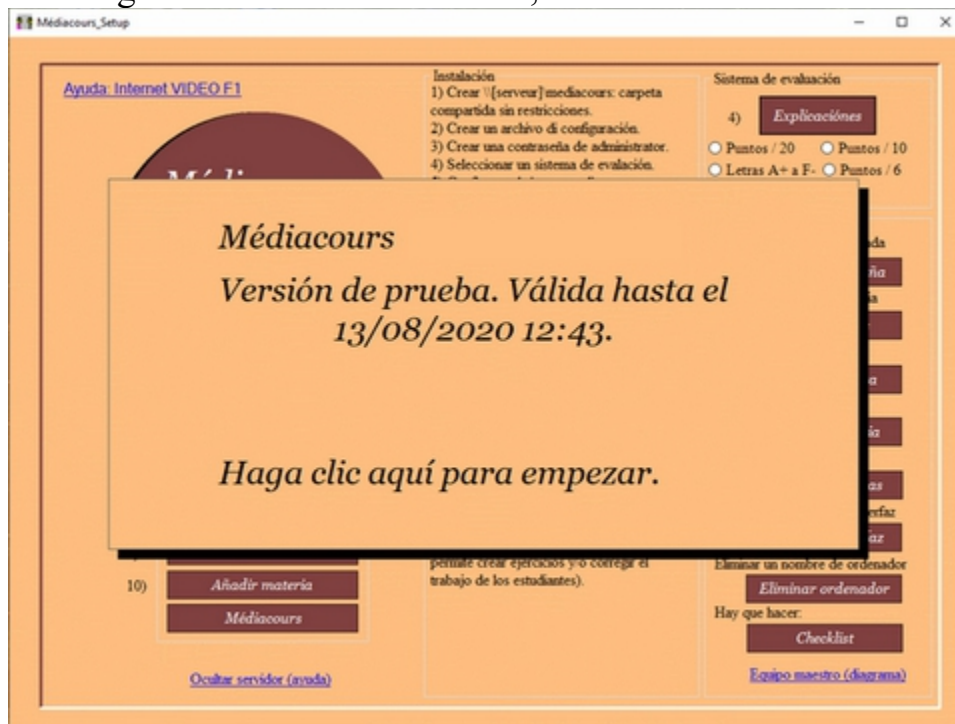 Médiacours_Setup
Ayuda: Internet VIDEO F1
Instalación
1) Crear \\[serveur]\mediacours: carpeta
compartida sin restricciones.
2) Crear un archivo di configuración.
3) Crear una contraseña de administrator.
4) Seleccionar un sistema de evalación.
Sistema de evaluación
4) Explicaciónes
Puntos / 20 Puntos / 10
Letras A+ a F- Puntos / 6
Médiacours
Versión de prueba. Válida hasta el
13/08/2020 12:43.
Haga clic aquí para empezar.
permite crear ejercicios y/o corregir el
trabajo de los estudiantes).
10) Añadir materia
Médiacours
Ocultar servidor (ayuda)
Eliminar un nombre de ordenador
Eliminar ordenador
Hay que hacer:
Checklist
Equipo maestro (diagrama)